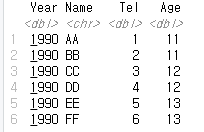 Year Name Tel Age
<dbl> <chr> <dbl> <dbl>
1 1990 AA 1 11
2 1990 BB 2 11
3 1990 CC 3 12
4 1990 DD 4 12
5 1990 EE 5 13
6 1990 FF 6 13